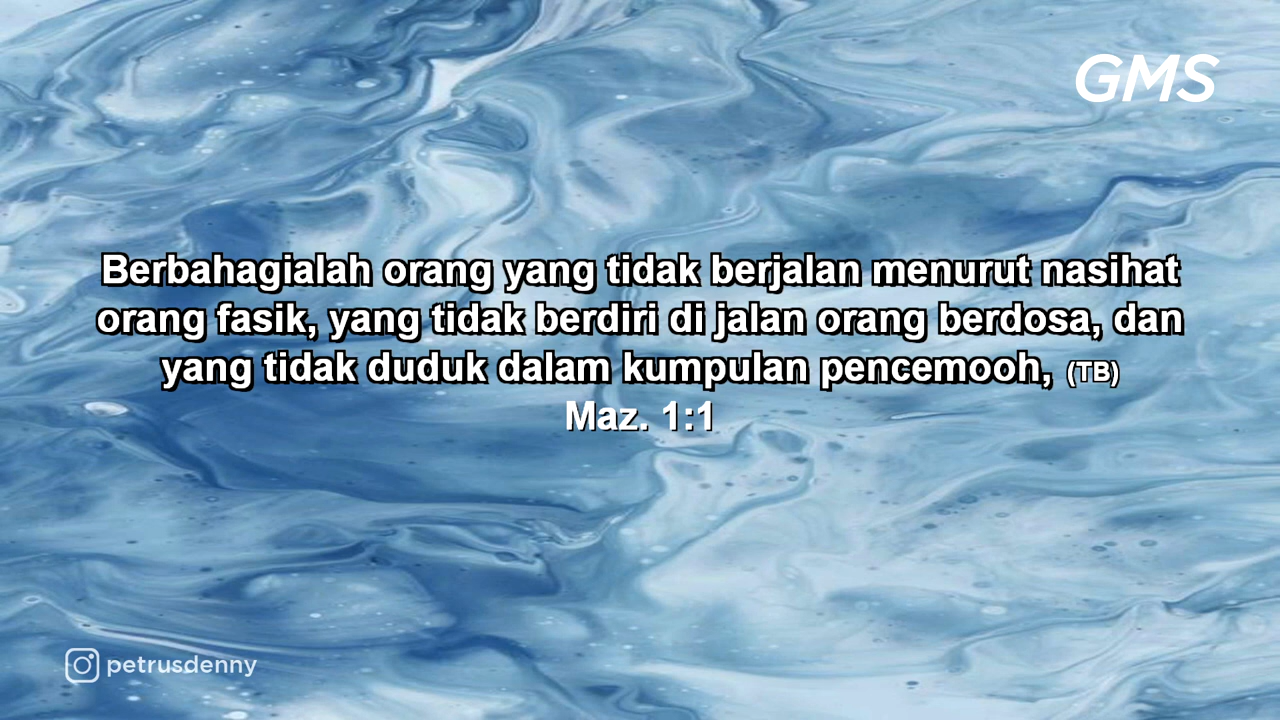 GMS
Berbahagialah orang yang tidak berjalan menurut nasihat
orang fasik, yang tidak berdiri di jalan orang berdosa, dan
yang tidak duduk dalam kumpulan pencemooh, (TB)
Maz. 1:1
petrusdenny